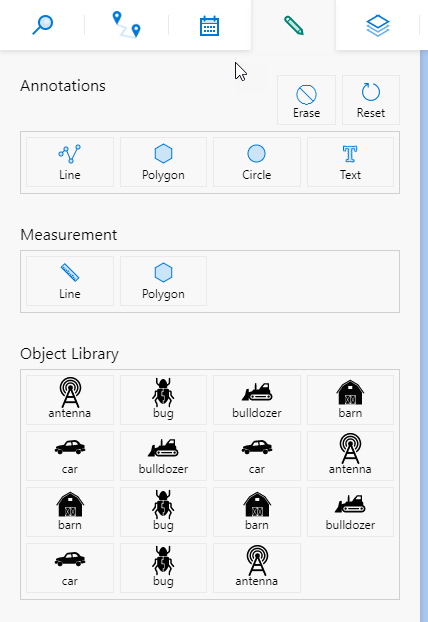 Annotations
Erase Reset
Line Polygon Circle Text
Measurement
Line Polygon
Object Library
antenna bug bulldozer barn
car bulldozer car antenna
barn bug barn bulldozer
car bug antenna